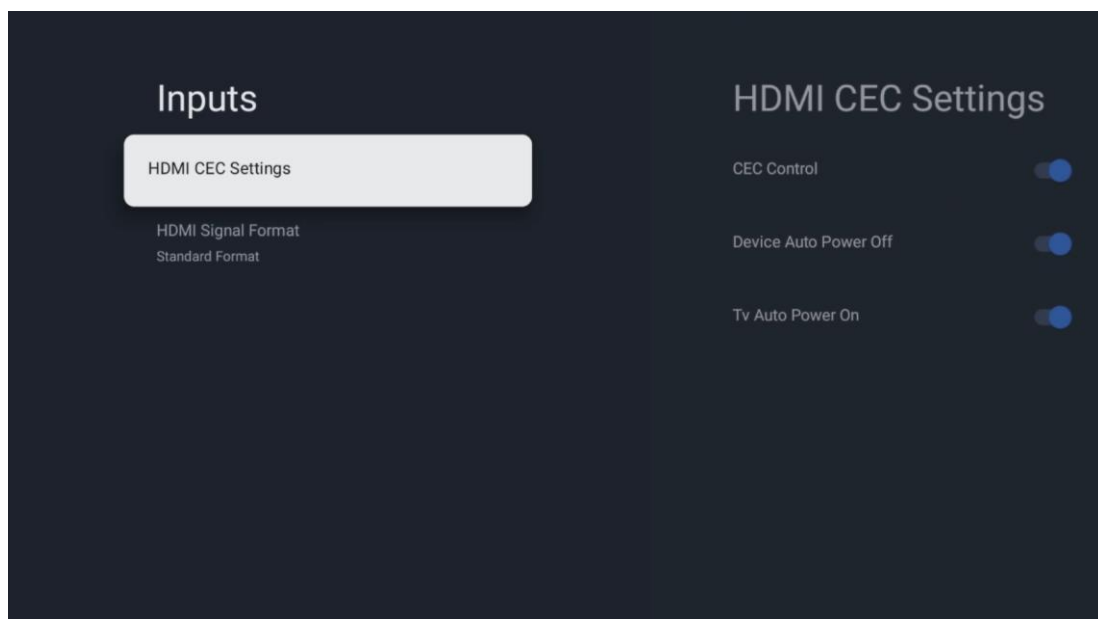 Inputs
HDMI CEC Settings
HDMI Signal Format
Standard Format
HDMI CEC Settings
CEC Control
Device Auto Power Off
Tv Auto Power On